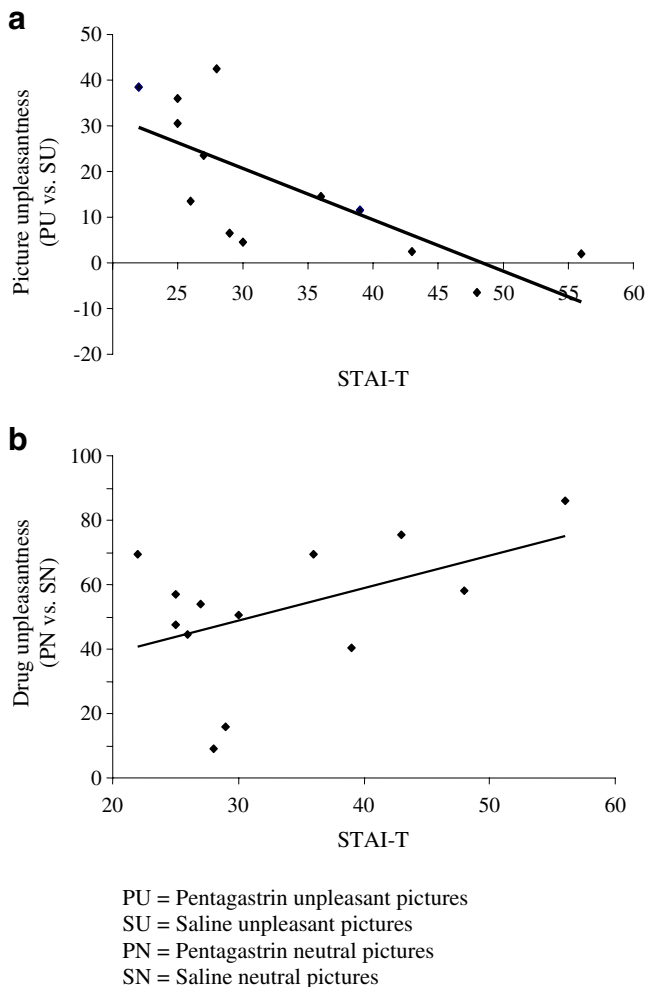 a
Picture unpleasantness
(PU vs. SU)
50
40
30
20
10
0
-10
-20
25 30 35 40 45 50 55 60
STAI-T
b
Drug unpleasantness
(PN vs. SN)
100
80
60
40
20
0
20 30 40 50 60
STAI-T
PU = Pentagastrin unpleasant pictures
SU = Saline unpleasant pictures
PN = Pentagastrin neutral pictures
SN = Saline neutral pictures